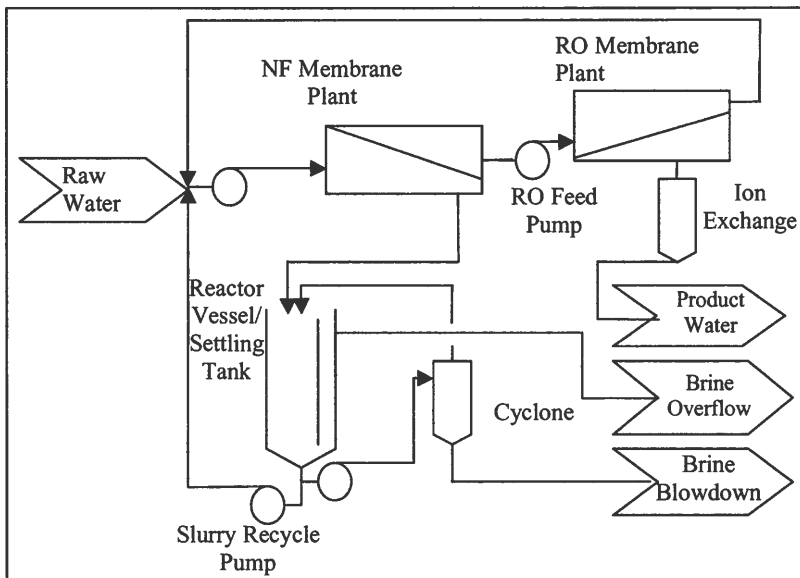 NF Membrane
Plant
RO Membrane
Plant
Raw
Water
RO Feed
Pump
Ion
Exchange
Reactor
Vessel/
Settling
Tank
Product
Water
Cyclone
Brine
Overflow
Brine
Blowdown
Slurry Recycle
Pump